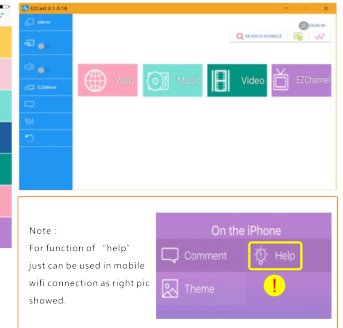 EZCast 2.1.0.16
Mirror
SIGN IN
SEARCH DONGLE
EZMirror
Web
Music
Video
EZChannel
Note :
For function of “help”
just can be used in mobile
wifi connection as right pic
showed.
On the iPhone
Comment
Help
Theme
!